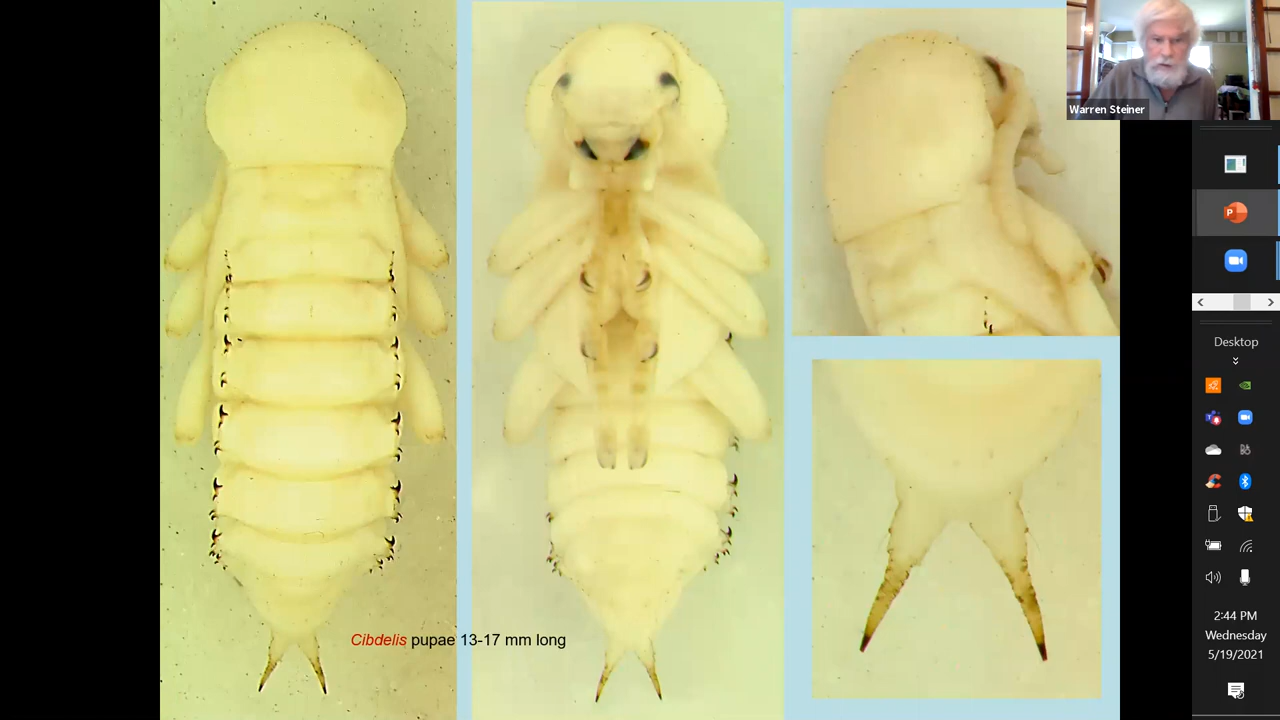 Warren Steiner
Cibdelis pupae 13-17 mm long
Desktop
2:44 PM
Wednesday
5/19/2021